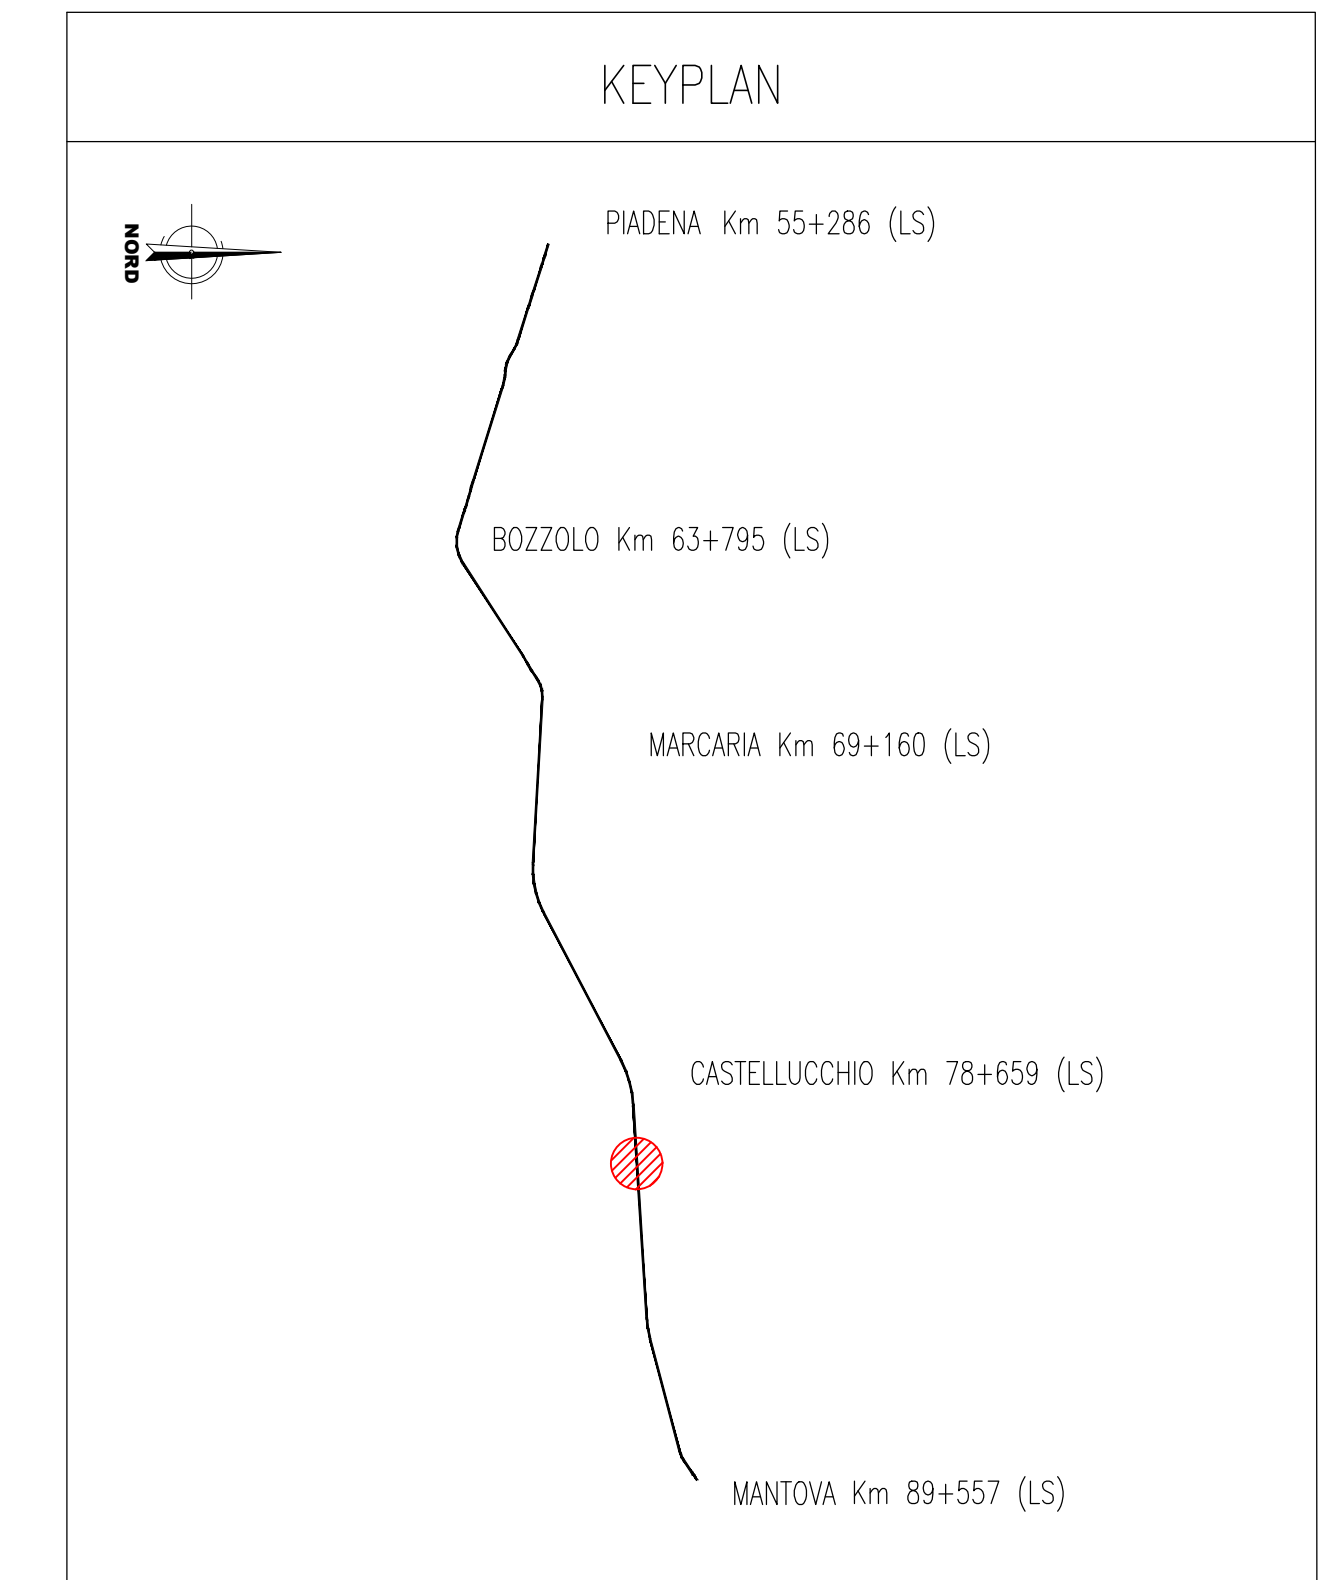 KEYPLAN
NORD
PIADENA Km 55+286 (LS)
BOZZOLO Km 63+795 (LS)
MARCARIA Km 69+160 (LS)
CASTELLUCCHIO Km 78+659 (LS)
MANTOVA Km 89+557 (LS)